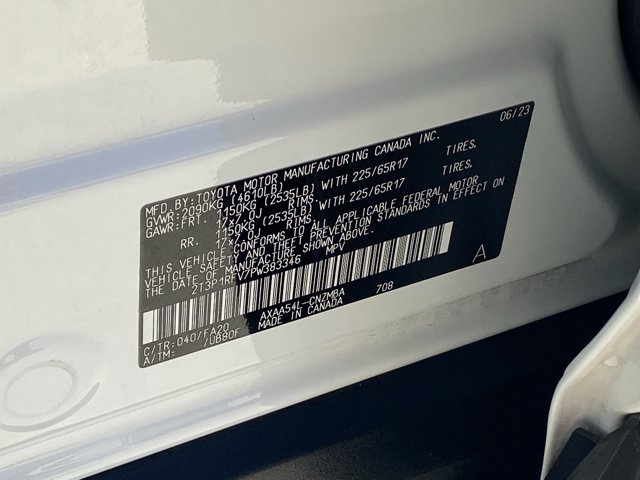 MFD. BY: TOYOTA MOTOR MANUFACTURING CANADA INC. 06/23
GVWR: 2090KG (4610LB)
GAWR: FRT. 1150KG (2535LB) WITH 225/65R17 TIRES,
17x7.0J RIMS.
RR. 1150KG (2535LB) WITH 225/65R17 TIRES,
17x7.0J RIMS.
THIS VEHICLE CONFORMS TO ALL APPLICABLE FEDERAL MOTOR
VEHICLE SAFETY AND THEFT PREVENTION STANDARDS IN EFFECT ON
THE DATE OF MANUFACTURE SHOWN ABOVE.
2T3P1RFV7PW383346 MPV A
C/TR: 040/FA20 AXAA54L-CNZMBA 708
A/TM: /UB80F MADE IN CANADA